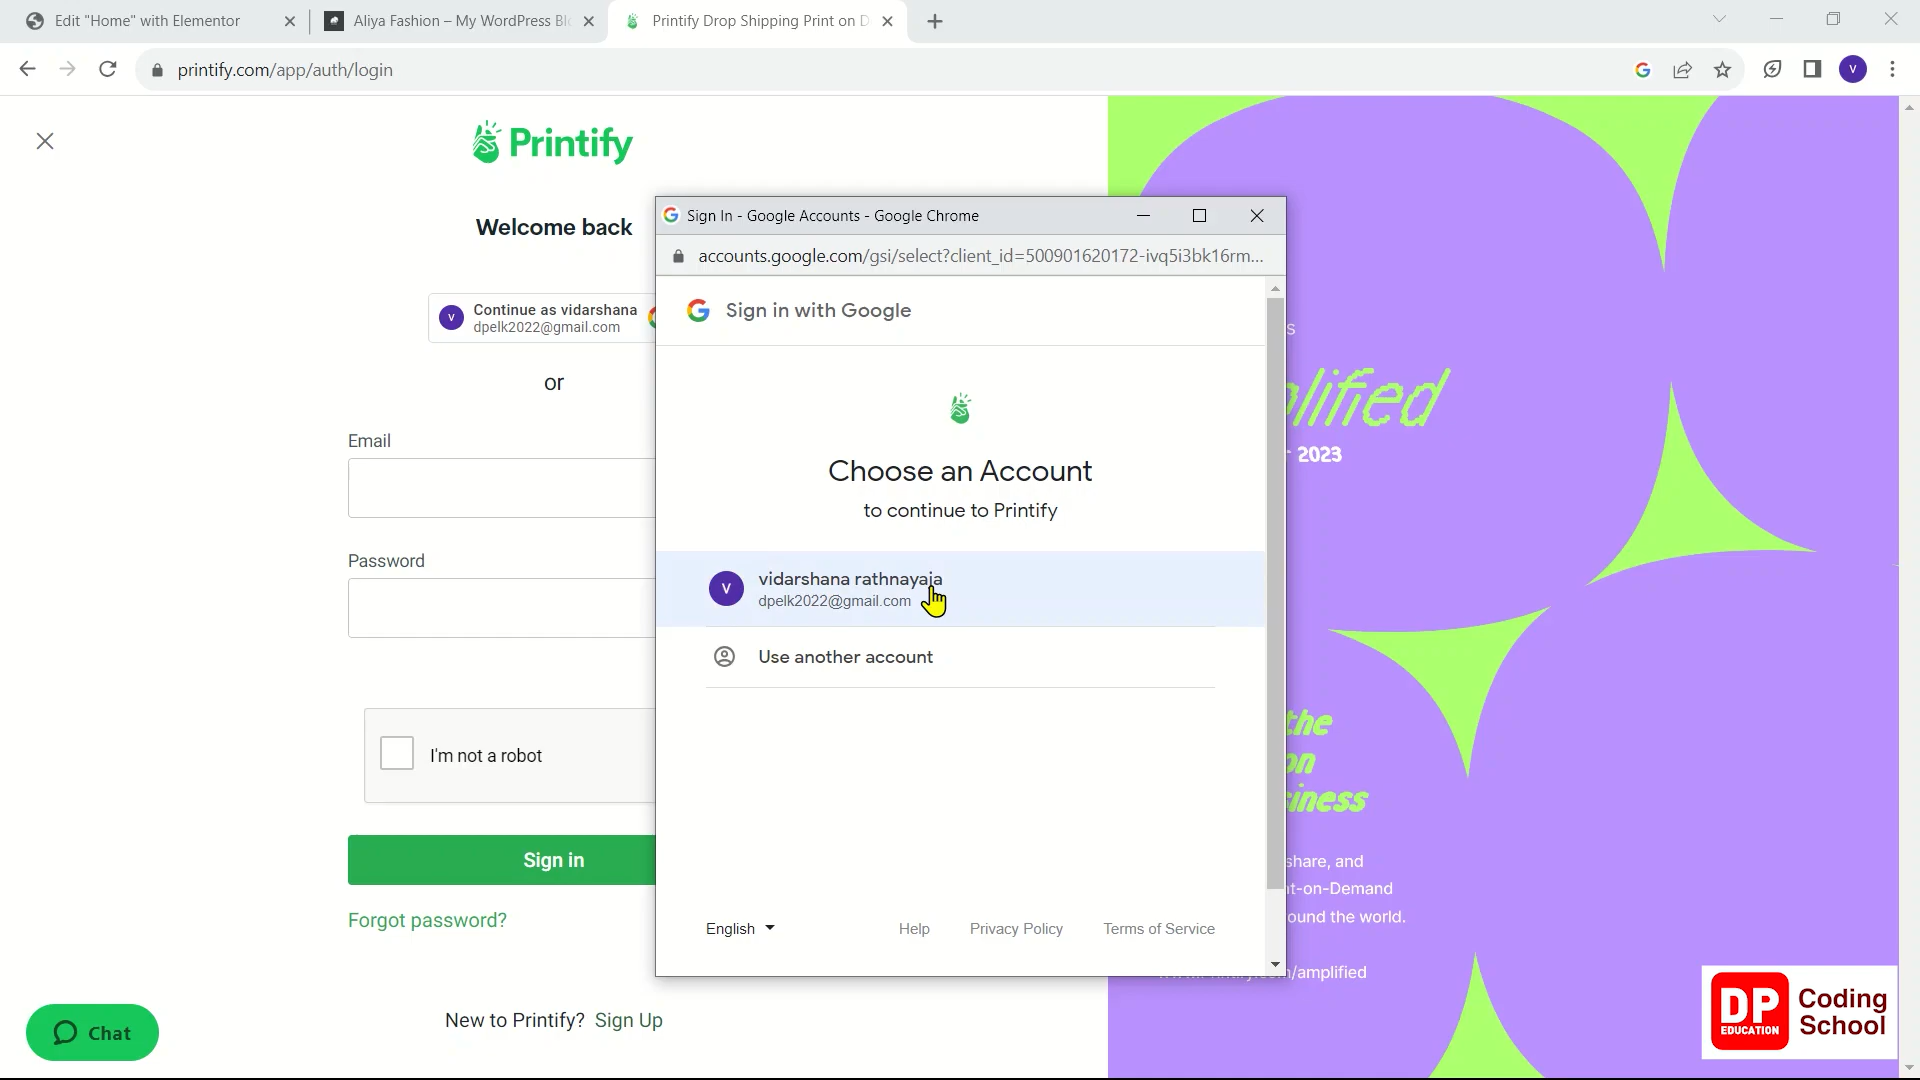 Edit "Home" with Elementor
Aliya Fashion – My WordPress Bl
Printify Drop Shipping Print on D
printify.com/app/auth/login
V
Printify
Welcome back
V
Continue as vidarshana
dpelk2022@gmail.com
or
Email
Password
I'm not a robot
Sign in
Forgot password?
New to Printify? Sign Up
Chat
Sign In - Google Accounts - Google Chrome
accounts.google.com/gsi/select?client_id=500901620172-ivq5i3bk16rm...
Sign in with Google
Choose an Account
to continue to Printify
V
vidarshana rathnayaja
dpelk2022@gmail.com
Use another account
English
Help
Privacy Policy
Terms of Service
s
plified
r 2023
the
on
siness
share, and
t-on-Demand
ound the world.
/amplified
DP
EDUCATION
Coding
School